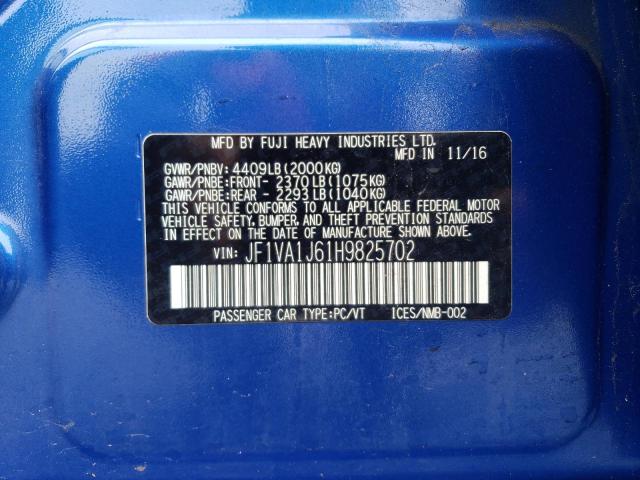 MFD BY FUJI HEAVY INDUSTRIES LTD.
MFD IN 11/16
GVWR/PNBV: 4409LB(2000KG)
GAWR/PNBE:FRONT- 2370LB(1075KG)
GAWR/PNBE:REAR - 2293LB(1040KG)
THIS VEHICLE CONFORMS TO ALL APPLICABLE FEDERAL MOTOR
VEHICLE SAFETY, BUMPER, AND THEFT PREVENTION STANDARDS
IN EFFECT ON THE DATE OF MANUFACTURE SHOWN ABOVE.
VIN: JF1VA1J61H9825702
PASSENGER CAR TYPE:PC/VT ICES/NMB-002